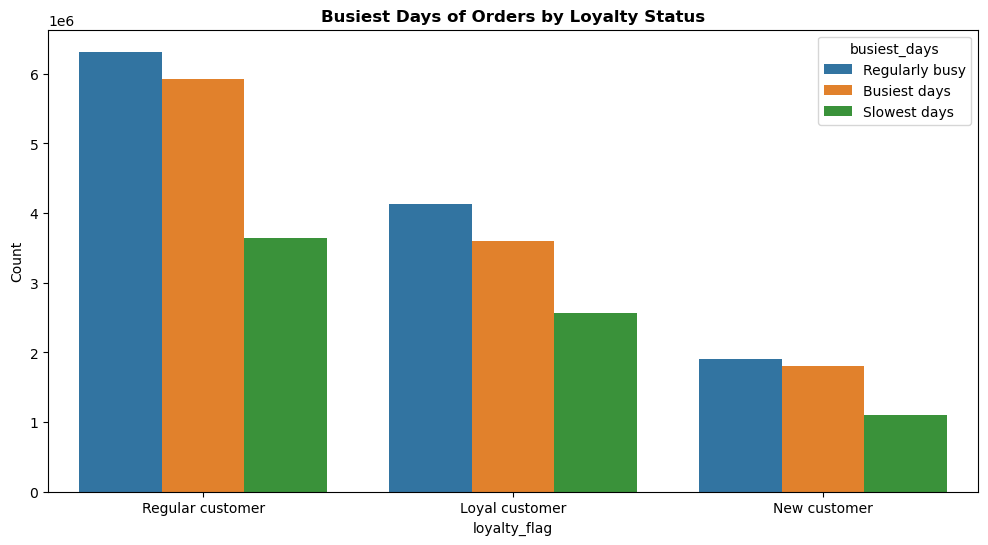 Busiest Days of Orders by Loyalty Status
1e6
6
5
4
3
2
1
0
Count
busiest_days
Regularly busy
Busiest days
Slowest days
Regular customer
Loyal customer
New customer
loyalty_flag